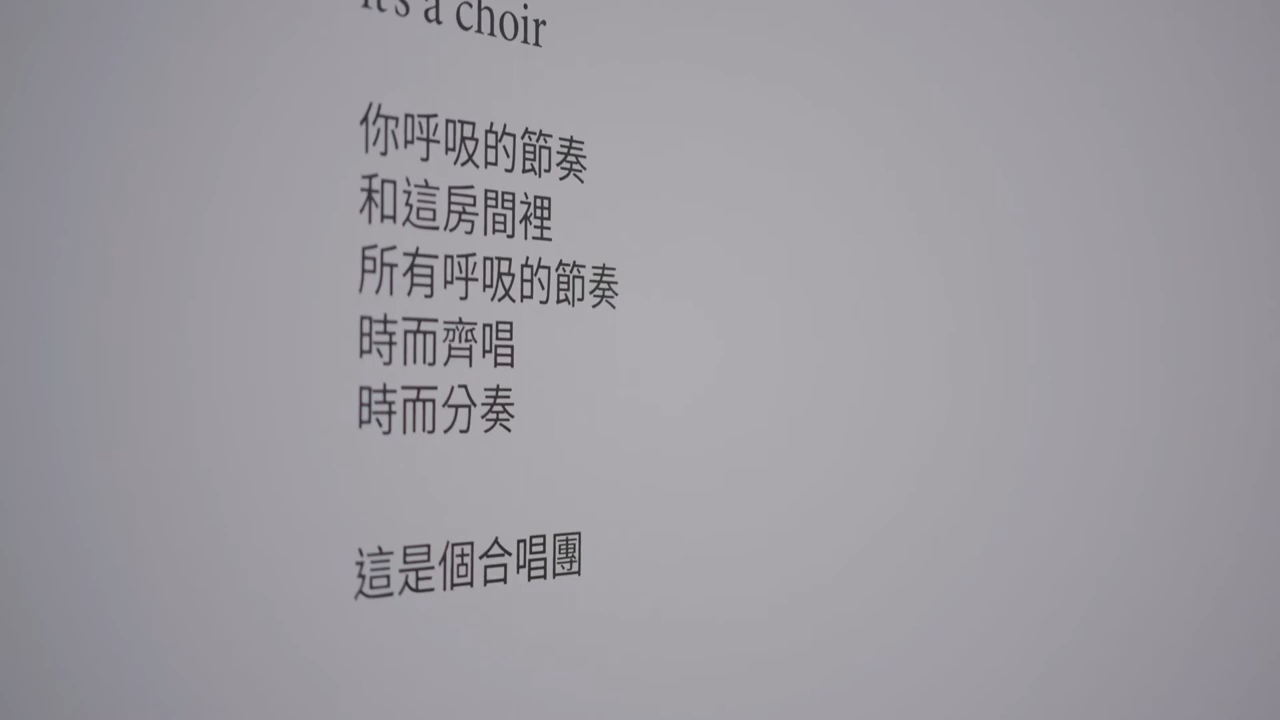 it's a choir
你呼吸的節奏
和這房間裡
所有呼吸的節奏
時而齊唱
時而分奏
這是個合唱團